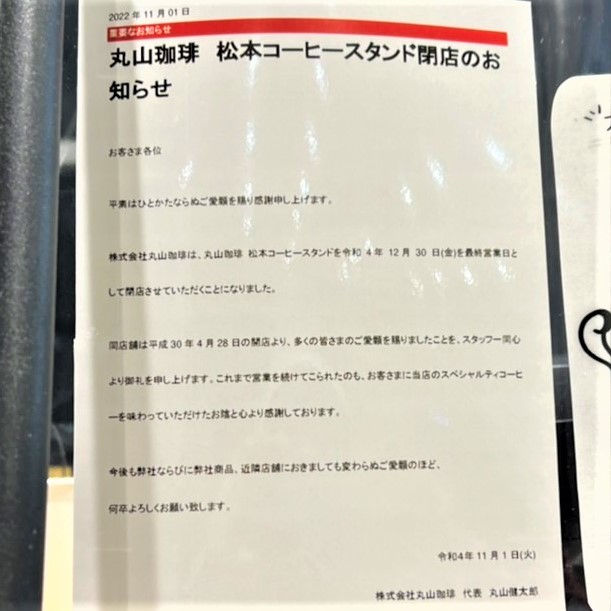 2022年11月01日
重要なお知らせ
丸山珈琲 松本コーヒースタンド閉店のお
知らせ
お客さま各位
平素はひとかたならぬご愛顧を賜り感謝申し上げます。
株式会社丸山珈琲は、丸山珈琲 松本コーヒースタンドを令和 4 年 12 月 30 日(金)を最終営業日と
して閉店させていただくことになりました。
同店舗は平成 30 年 4 月 28 日の開店より、多くの皆さまのご愛顧を賜りましたことを、スタッフ一同心
より御礼を申し上げます。これまで営業を続けてこられたのも、お客さまに当店のスペシャルティコーヒ
ーを味わっていただけたお陰と心より感謝しております。
今後も弊社ならびに弊社商品、近隣店舗におきましても変わらぬご愛顧のほど、
何卒よろしくお願い致します。
令和4年 11 月 1 日(火)
株式会社丸山珈琲 代表 丸山健太郎